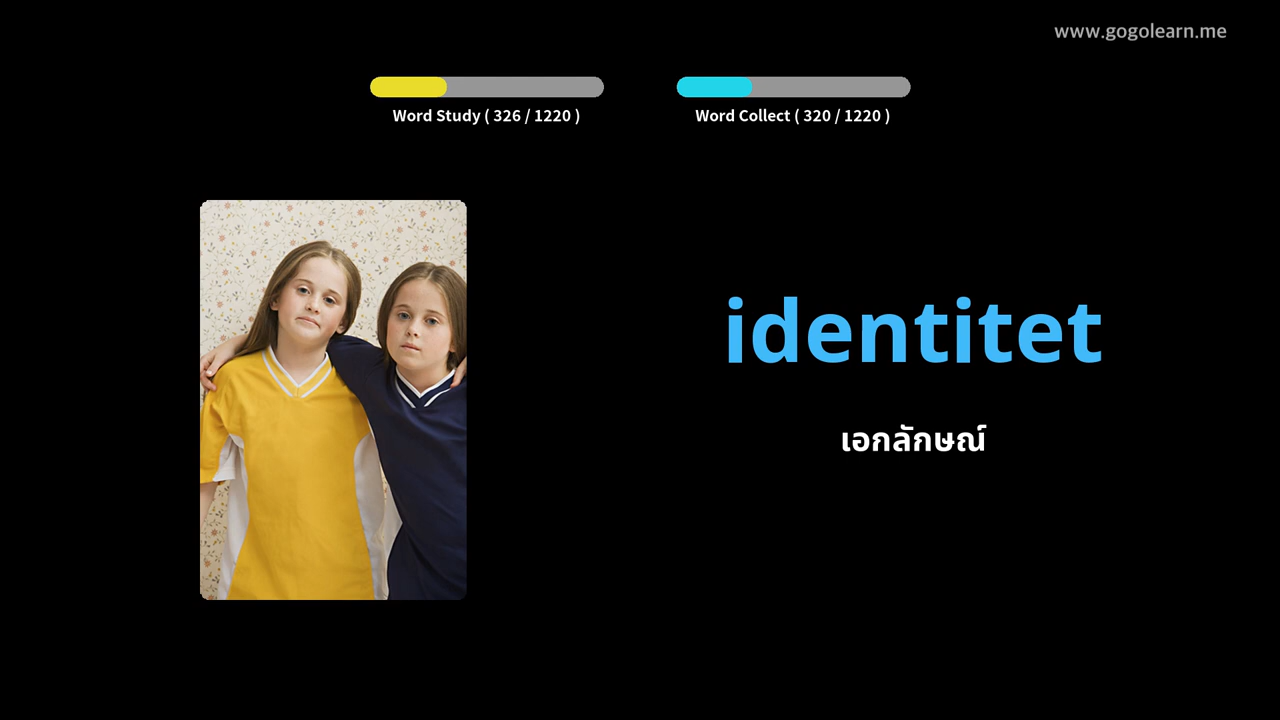 www.gogolearn.me
Word Study ( 326 / 1220 )
Word Collect ( 320 / 1220 )
identitet
เอกลักษณ์